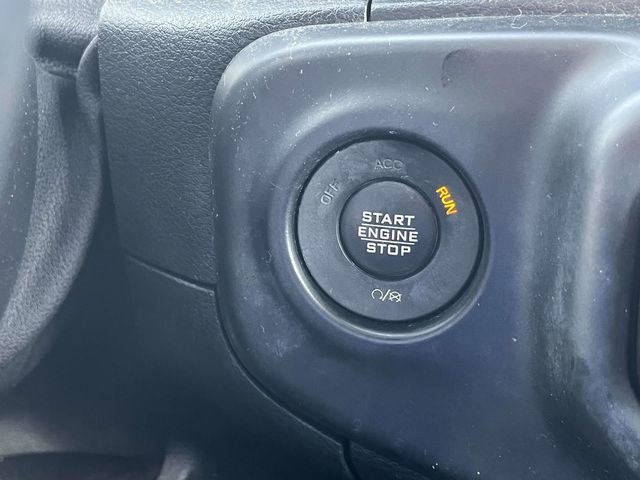 OFF
ACC
RUN
START
ENGINE
STOP